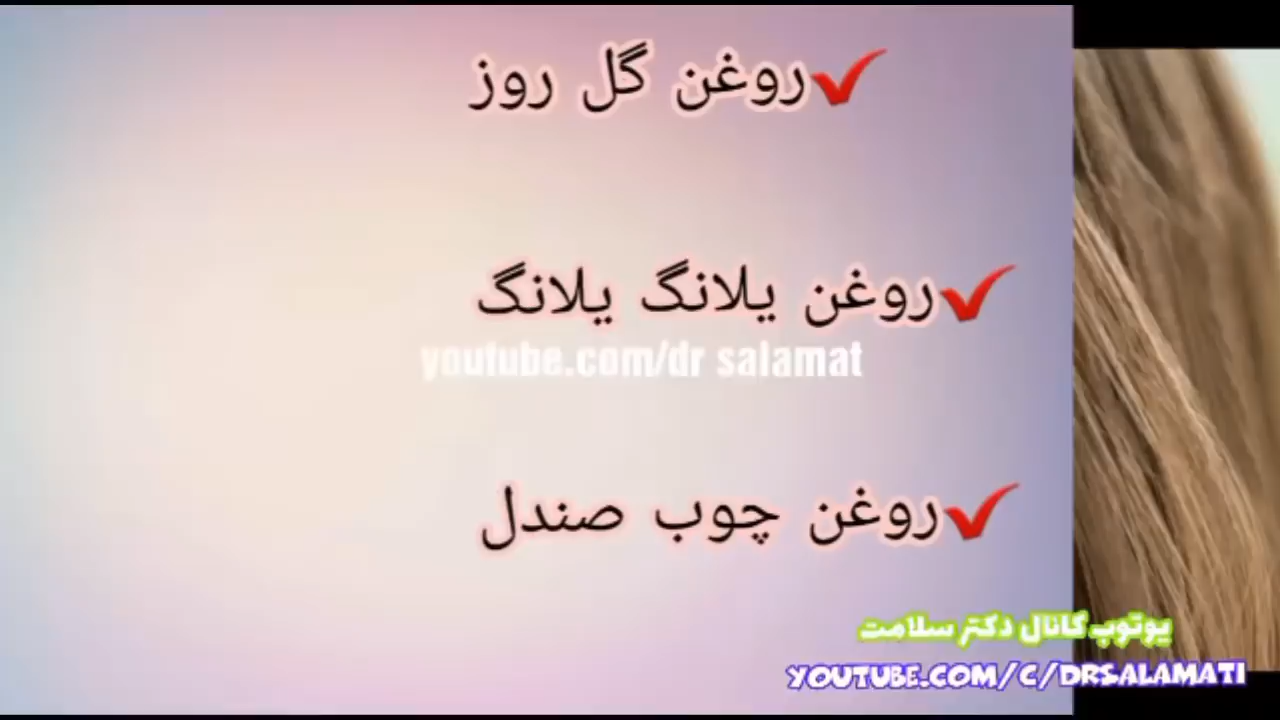 روغن گل روز
روغن یلانگ یلانگ
youtube.com/dr salamat
روغن چوب صندل
یوتوب کانال دکتر سلامت
YOUTUBE.COM/C/DRSALAMATI